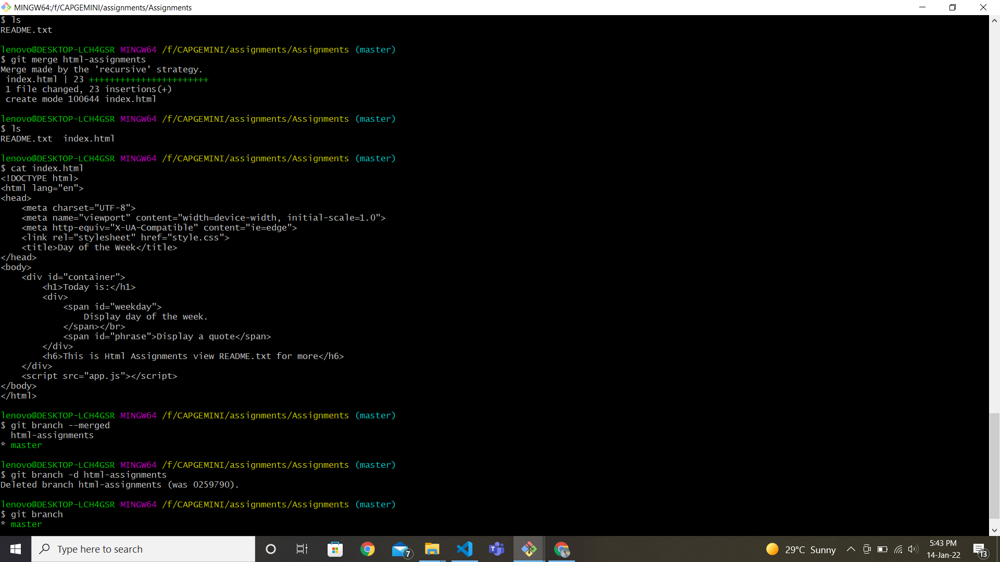 MINGW64:/f/CAPGEMINI/assignments/Assignments
$ ls
README.txt
lenovo@DESKTOP-LCH4GSR MINGW64 /f/CAPGEMINI/assignments/Assignments (master)
$ git merge html-assignments
Merge made by the 'recursive' strategy.
 index.html | 23 +++++++++++++++++++++++
 1 file changed, 23 insertions(+)
 create mode 100644 index.html
lenovo@DESKTOP-LCH4GSR MINGW64 /f/CAPGEMINI/assignments/Assignments (master)
$ ls
README.txt  index.html
lenovo@DESKTOP-LCH4GSR MINGW64 /f/CAPGEMINI/assignments/Assignments (master)
$ cat index.html
<!DOCTYPE html>
<html lang="en">
<head>
    <meta charset="UTF-8">
    <meta name="viewport" content="width=device-width, initial-scale=1.0">
    <meta http-equiv="X-UA-Compatible" content="ie=edge">
    <link rel="stylesheet" href="style.css">
    <title>Day of the Week</title>
</head>
<body>
    <div id="container">
        <h1>Today is:</h1>
        <div>
            <span id="weekday">
                Display day of the week.
            </span></br>
            <span id="phrase">Display a quote</span>
        </div>
        <h6>This is Html Assignments view README.txt for more</h6>
    </div>
    <script src="app.js"></script>
</body>
</html>
lenovo@DESKTOP-LCH4GSR MINGW64 /f/CAPGEMINI/assignments/Assignments (master)
$ git branch --merged
  html-assignments
* master
lenovo@DESKTOP-LCH4GSR MINGW64 /f/CAPGEMINI/assignments/Assignments (master)
$ git branch -d html-assignments
Deleted branch html-assignments (was 0259790).
lenovo@DESKTOP-LCH4GSR MINGW64 /f/CAPGEMINI/assignments/Assignments (master)
$ git branch
* master
Type here to search
7
29°C Sunny
5:43 PM
14-Jan-22
13